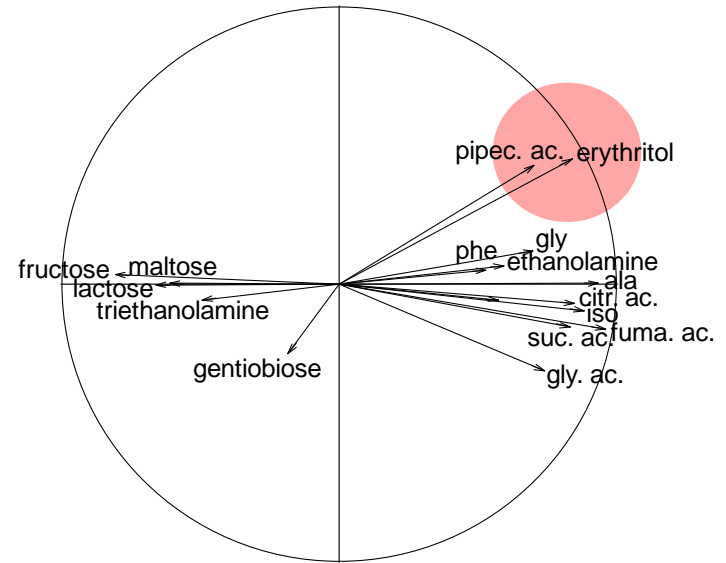 pipec. ac.
erythritol
gly
phe
ethanolamine
fructose
maltose
ala
lactose
citr. ac.
triethanolamine
iso
suc. ac.
fuma. ac.
gentiobiose
gly. ac.